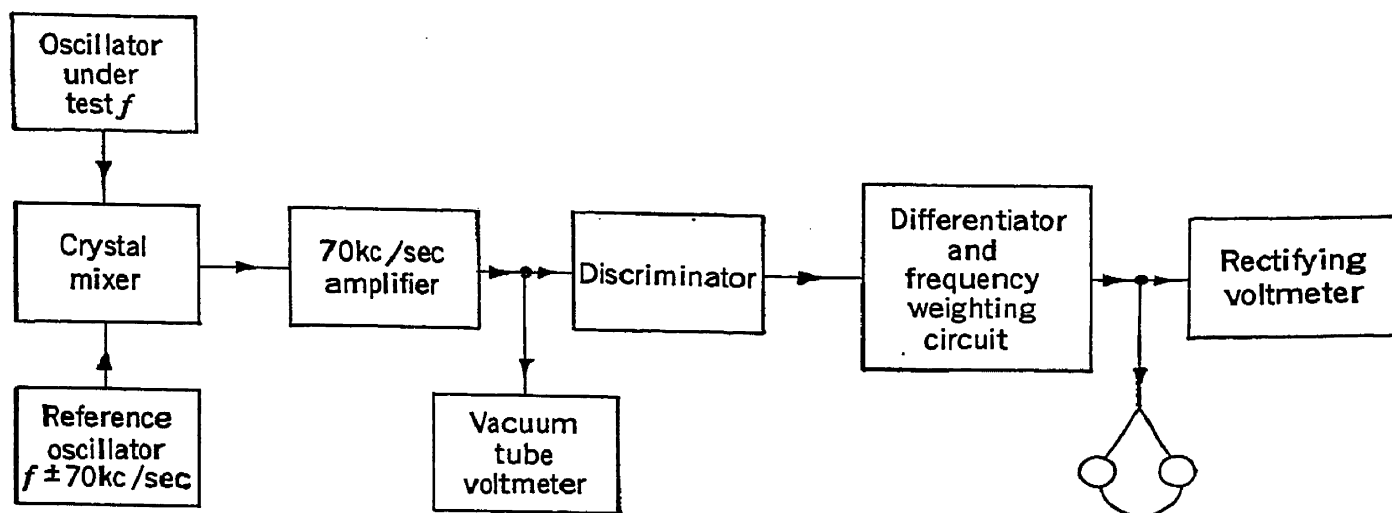 Oscillator
under
test f
Crystal
mixer
Reference
oscillator
f ± 70kc/sec
70kc/sec
amplifier
Vacuum
tube
voltmeter
Discriminator
Differentiator
and
frequency
weighting
circuit
Rectifying
voltmeter